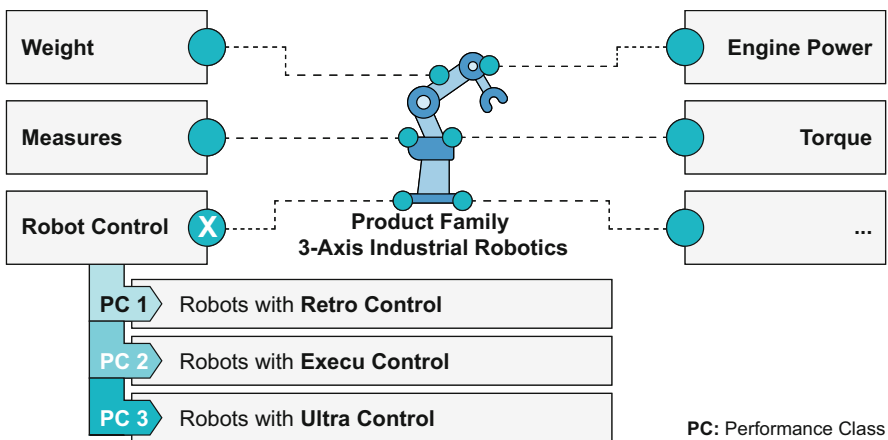 Weight
Engine Power
Measures
Torque
Robot Control
X
...
Product Family
3-Axis Industrial Robotics
PC 1
Robots with Retro Control
PC 2
Robots with Execu Control
PC 3
Robots with Ultra Control
PC: Performance Class